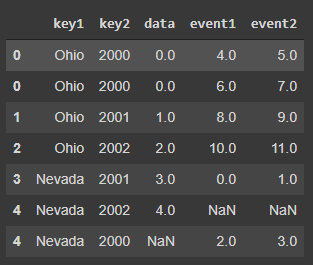 key1 key2 data event1 event2
0 Ohio 2000 0.0 4.0 5.0
0 Ohio 2000 0.0 6.0 7.0
1 Ohio 2001 1.0 8.0 9.0
2 Ohio 2002 2.0 10.0 11.0
3 Nevada 2001 3.0 0.0 1.0
4 Nevada 2002 4.0 NaN NaN
4 Nevada 2000 NaN 2.0 3.0